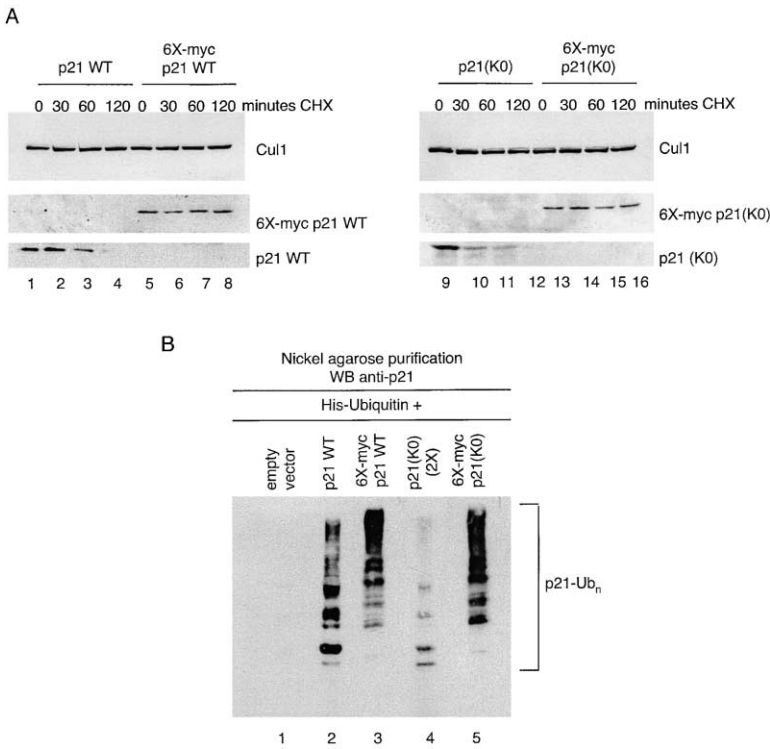 A
p21 WT
6X-myc
p21 WT
0 30 60 120 0 30 60 120 minutes CHX
Cul1
6X-myc p21 WT
p21 WT
1 2 3 4 5 6 7 8
p21(K0)
6X-myc
p21(K0)
0 30 60 120 0 30 60 120 minutes CHX
Cul1
6X-myc p21(K0)
p21 (K0)
9 10 11 12 13 14 15 16
B
Nickel agarose purification
WB anti-p21
His-Ubiquitin +
empty
vector
p21 WT
6X-myc
p21 WT
p21(K0)
(2X)
6X-myc
p21(K0)
p21-Ubn
1 2 3 4 5